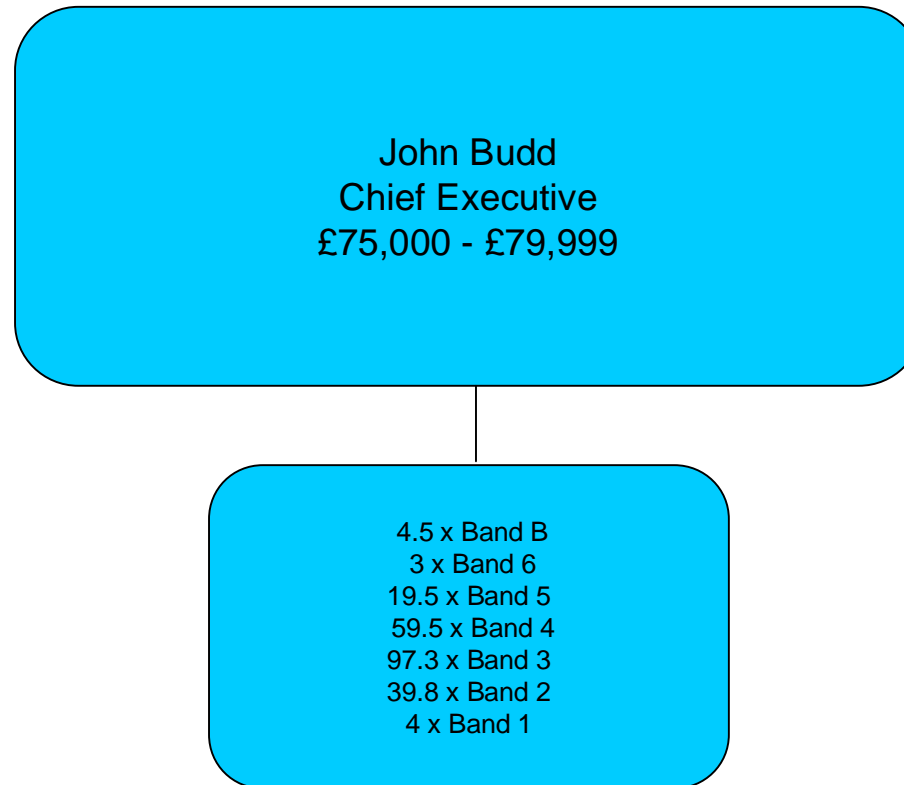 John Budd
Chief Executive
£75,000 - £79,999
4.5 x Band B
3 x Band 6
19.5 x Band 5
59.5 x Band 4
97.3 x Band 3
39.8 x Band 2
4 x Band 1